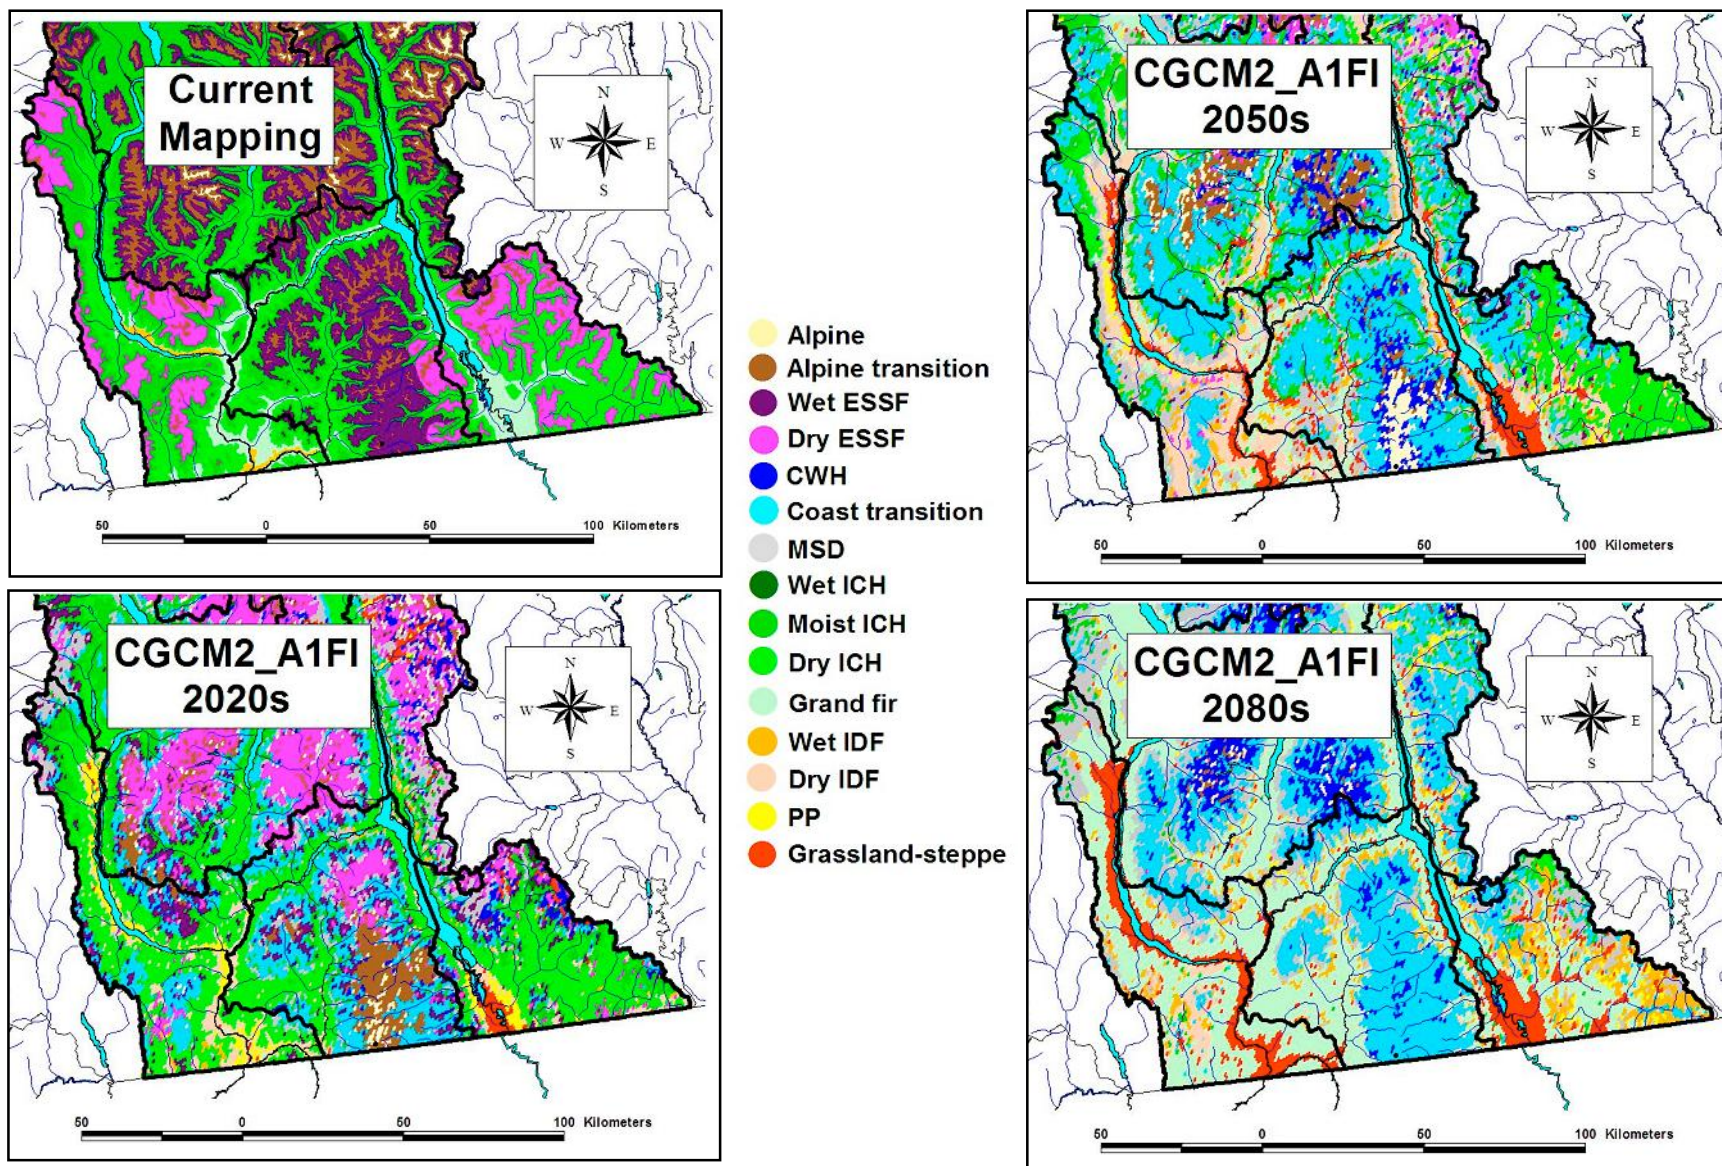 Current
Mapping
N
W E
S
50 0 50 100 Kilometers
CGCM2_A1FI
2020s
N
W E
S
50 0 50 100 Kilometers
Alpine
Alpine transition
Wet ESSF
Dry ESSF
CWH
Coast transition
MSD
Wet ICH
Moist ICH
Dry ICH
Grand fir
Wet IDF
Dry IDF
PP
Grassland-steppe
CGCM2_A1FI
2050s
N
W E
S
50 0 50 100 Kilometers
CGCM2_A1FI
2080s
N
W E
S
50 0 50 100 Kilometers